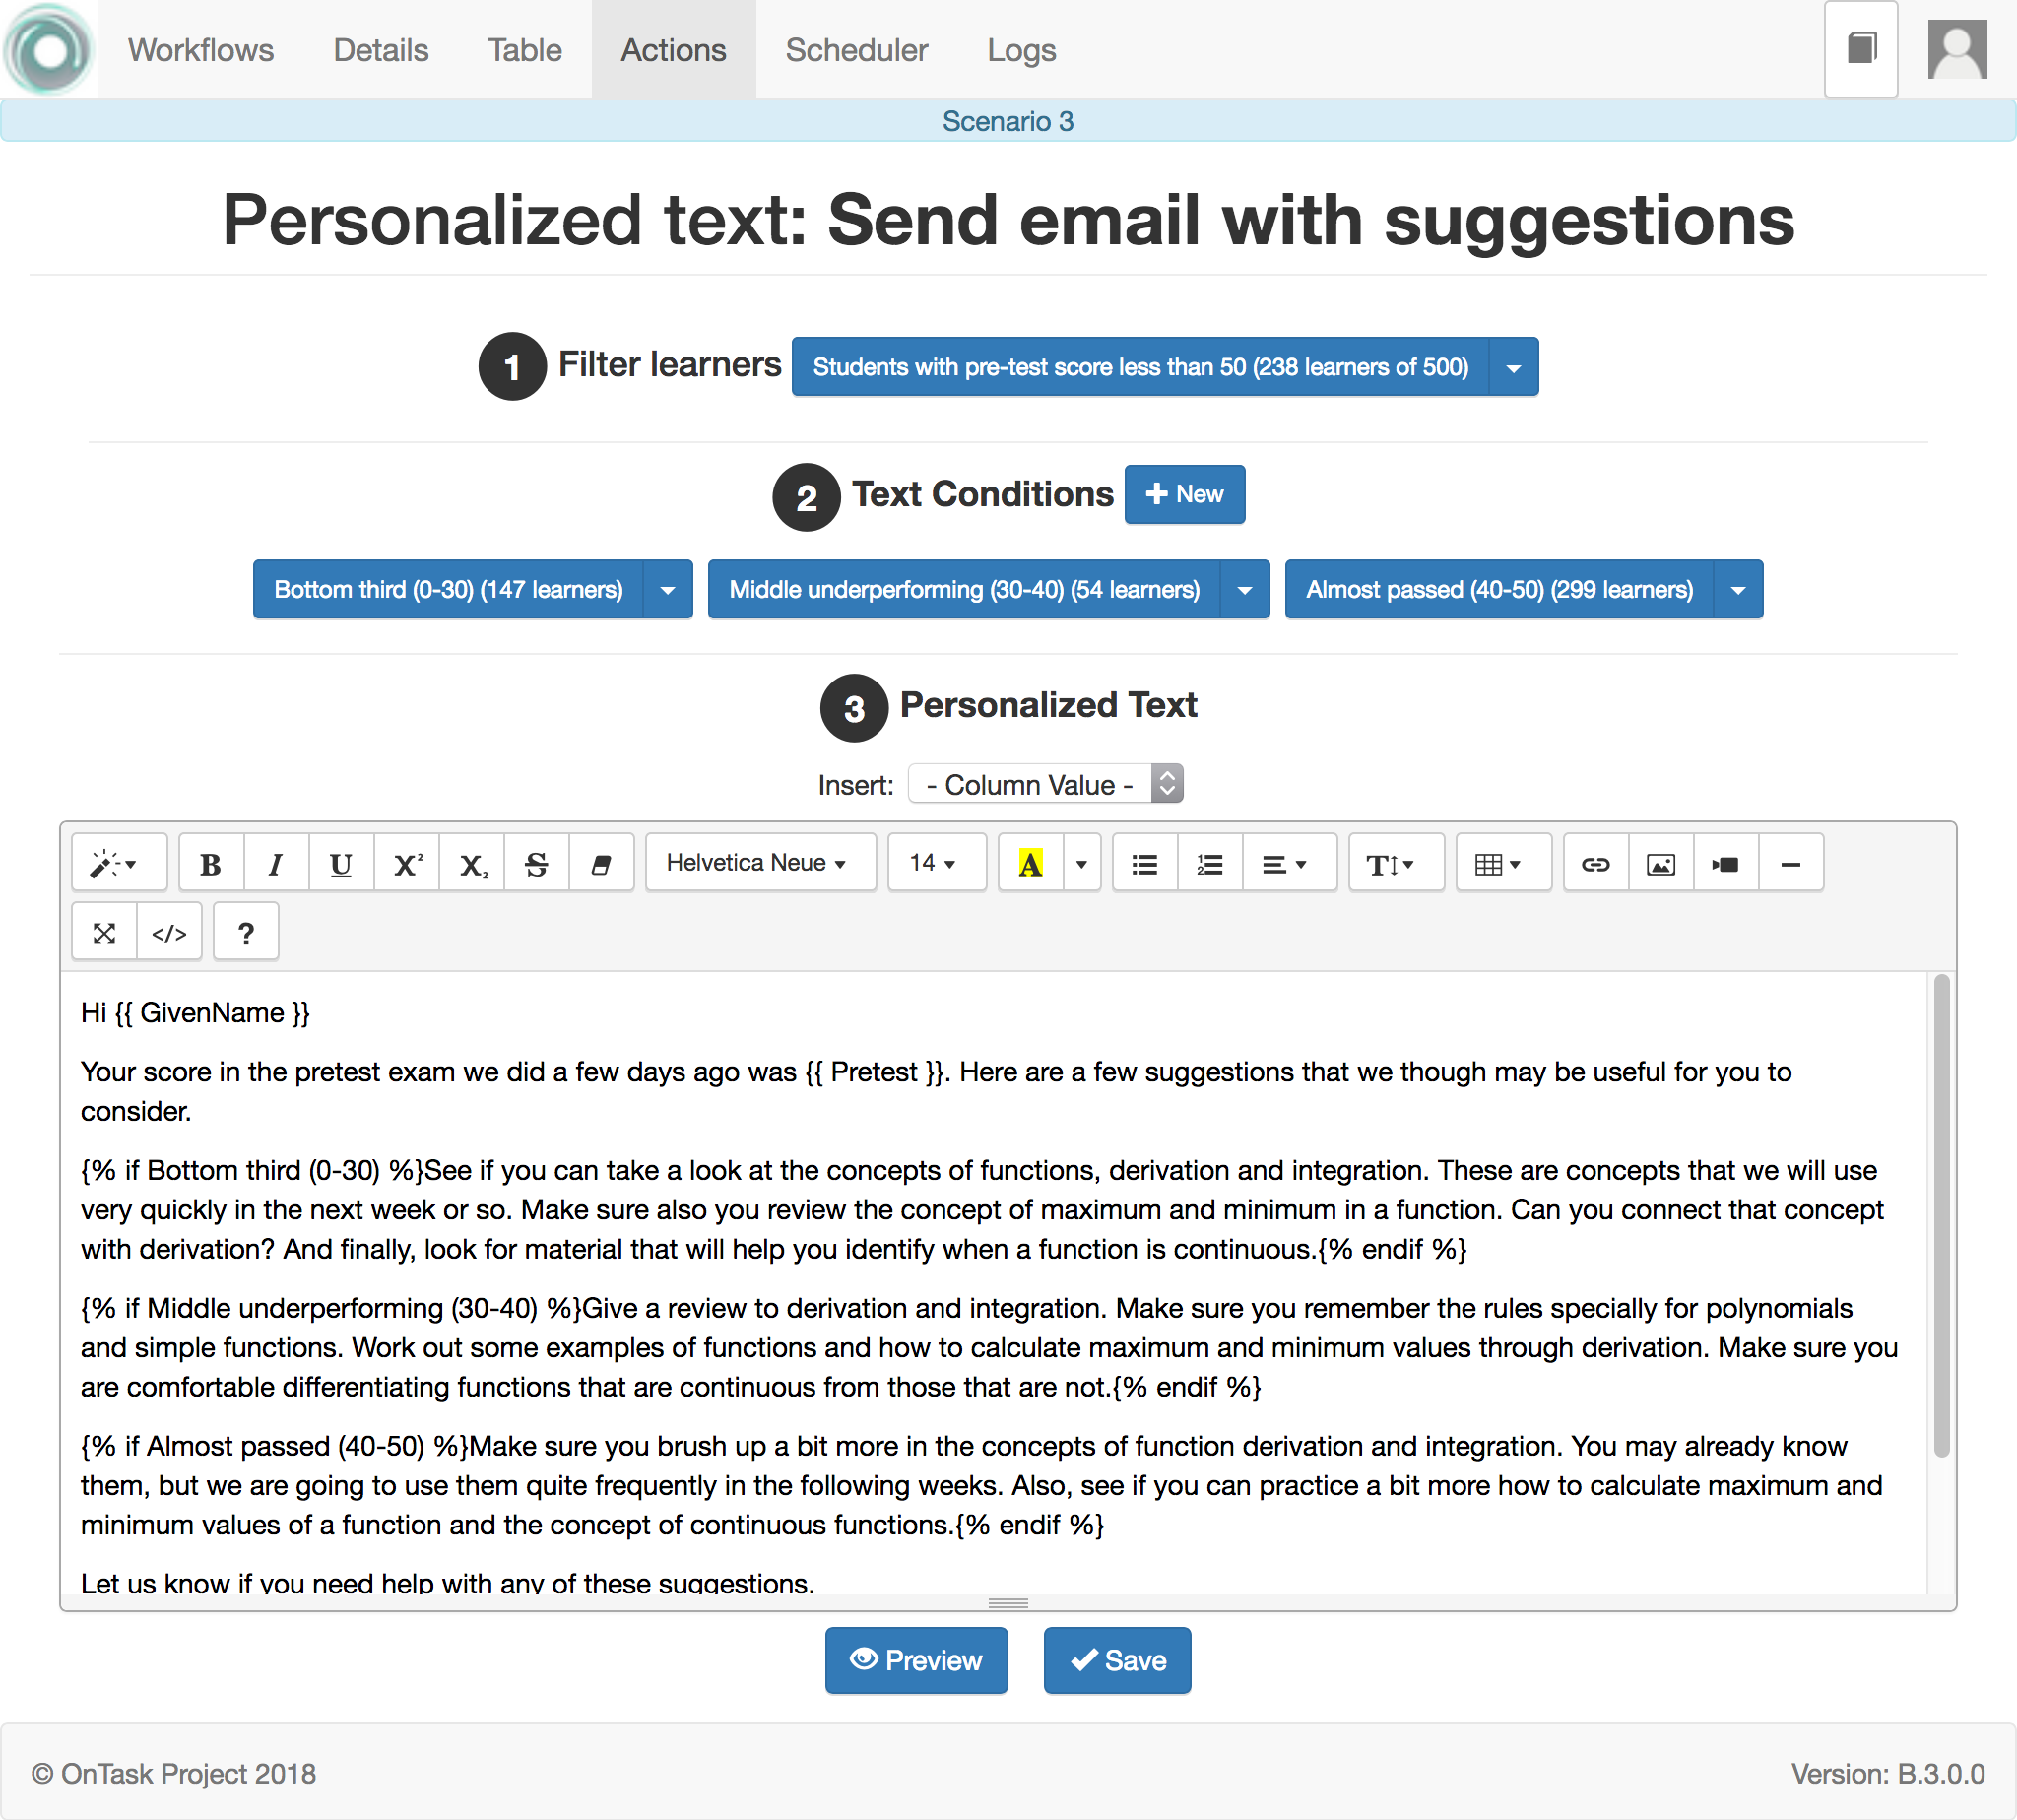 Workflows Details Table Actions Scheduler Logs
Scenario 3
Personalized text: Send email with suggestions
1 Filter learners Students with pre-test score less than 50 (238 learners of 500)
2 Text Conditions + New
Bottom third (0-30) (147 learners) Middle underperforming (30-40) (54 learners) Almost passed (40-50) (299 learners)
3 Personalized Text
Insert: - Column Value -
B I U X² X₂ S Helvetica Neue 14 A T
</> ?
Hi {{ GivenName }}
Your score in the pretest exam we did a few days ago was {{ Pretest }}. Here are a few suggestions that we though may be useful for you to
consider.
{% if Bottom third (0-30) %}See if you can take a look at the concepts of functions, derivation and integration. These are concepts that we will use
very quickly in the next week or so. Make sure also you review the concept of maximum and minimum in a function. Can you connect that concept
with derivation? And finally, look for material that will help you identify when a function is continuous.{% endif %}
{% if Middle underperforming (30-40) %}Give a review to derivation and integration. Make sure you remember the rules specially for polynomials
and simple functions. Work out some examples of functions and how to calculate maximum and minimum values through derivation. Make sure you
are comfortable differentiating functions that are continuous from those that are not.{% endif %}
{% if Almost passed (40-50) %}Make sure you brush up a bit more in the concepts of function derivation and integration. You may already know
them, but we are going to use them quite frequently in the following weeks. Also, see if you can practice a bit more how to calculate maximum and
minimum values of a function and the concept of continuous functions.{% endif %}
Let us know if you need help with any of these suggestions.
Preview Save
© OnTask Project 2018 Version: B.3.0.0